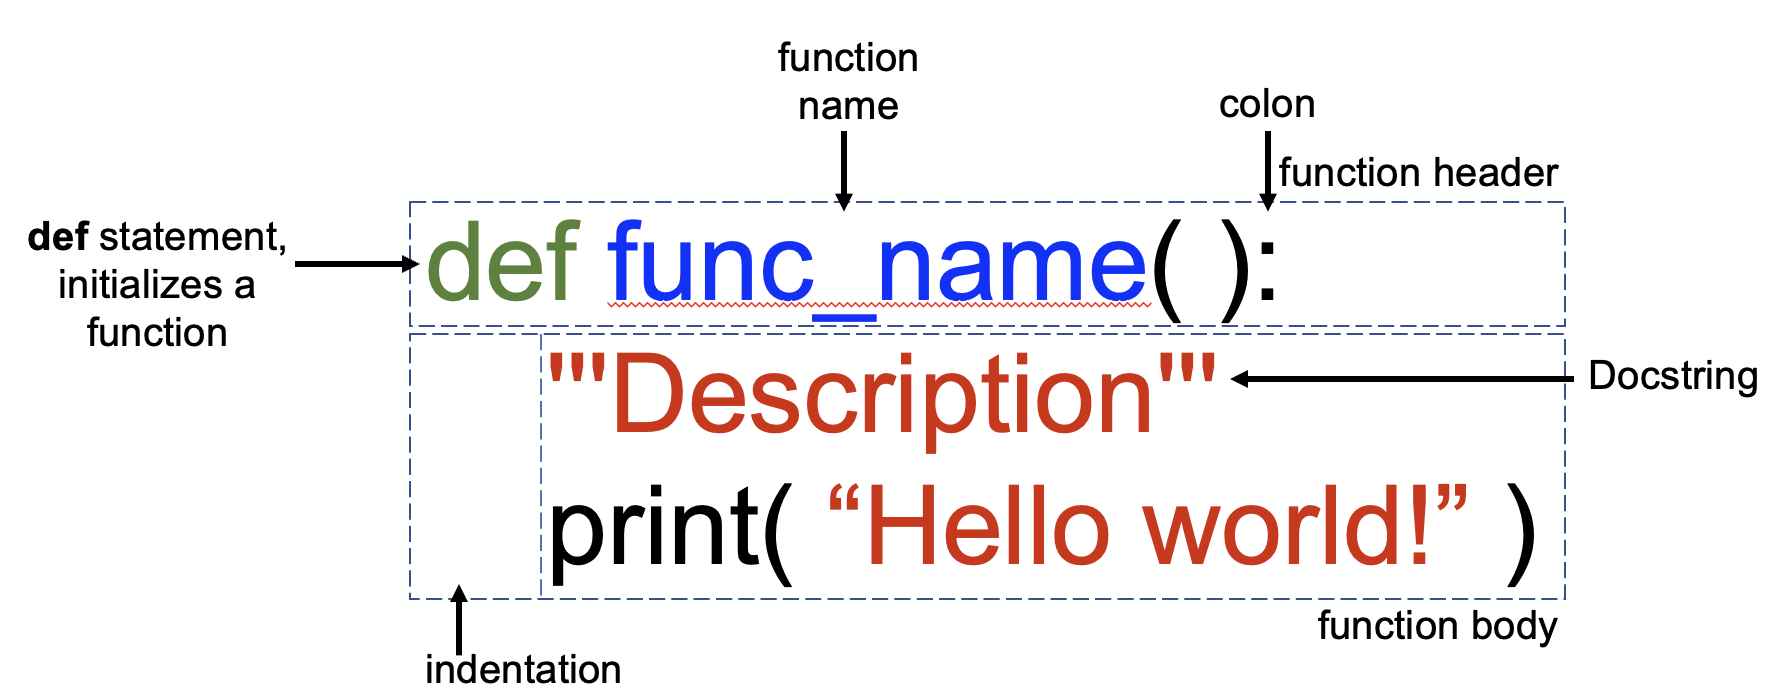 function
name
colon
function header
def statement,
initializes a
function
def func_name( ):
'''Description'''
Docstring
print( “Hello world!” )
function body
indentation